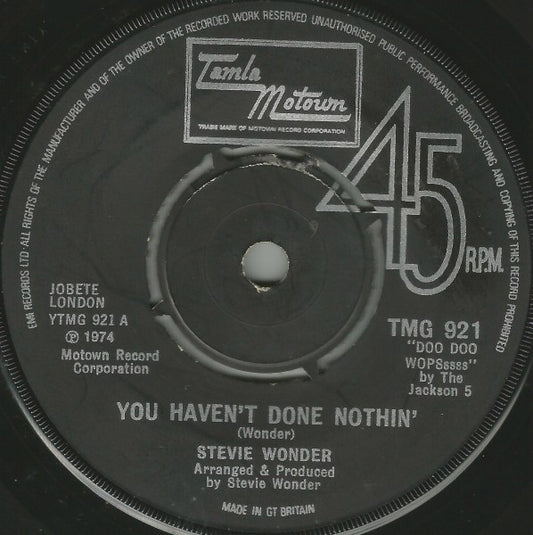 EMI RECORDS LTD · ALL RIGHTS OF THE MANUFACTURER AND OF THE OWNER OF THE RECORDED WORK RESERVED UNAUTHORISED PUBLIC PERFORMANCE BROADCASTING AND COPYING OF THIS RECORD PROHIBITED
Tamla
Motown
TRADE MARK OF MOTOWN RECORD CORPORATION
45
R.P.M.
JOBETE
LONDON
YTMG 921 A
℗ 1974
Motown Record
Corporation
TMG 921
"DOO DOO
WOPSssss"
by The
Jackson 5
YOU HAVEN'T DONE NOTHIN'
(Wonder)
STEVIE WONDER
Arranged & Produced
by Stevie Wonder
MADE IN GT BRITAIN